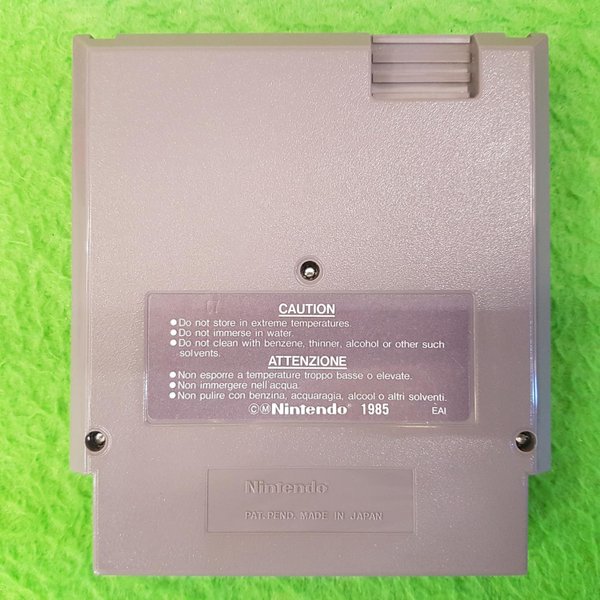 CAUTION
●Do not store in extreme temperatures.
●Do not immerse in water.
●Do not clean with benzene, thinner, alcohol or other such
solvents.
ATTENZIONE
●Non esporre a temperature troppo basse o elevate.
●Non immergere nell'acqua.
●Non pulire con benzina, acquaragia, alcool o altri solventi.
©ⓂNintendo® 1985 EAI
Nintendo
PAT. PEND. MADE IN JAPAN